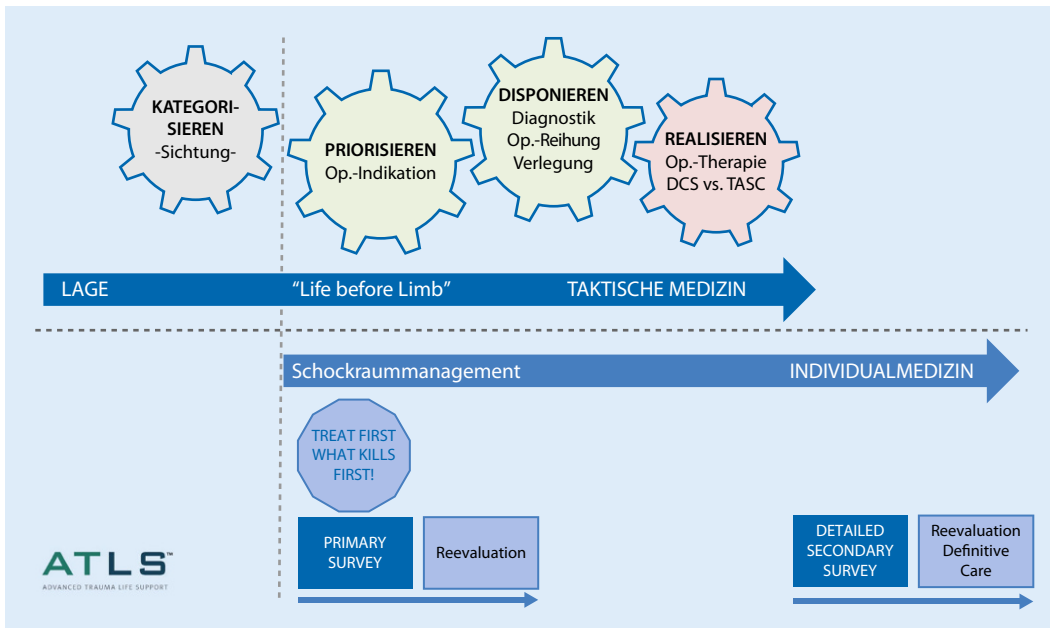 KATEGORI-
SIEREN
-Sichtung-
PRIORISIEREN
Op.-Indikation
DISPONIEREN
Diagnostik
Op.-Reihung
Verlegung
REALISIEREN
Op.-Therapie
DCS vs. TASC
LAGE
"Life before Limb"
TAKTISCHE MEDIZIN
Schockraummanagement
INDIVIDUALMEDIZIN
TREAT FIRST
WHAT KILLS
FIRST!
PRIMARY
SURVEY
Reevaluation
DETAILED
SECONDARY
SURVEY
Reevaluation
Definitive
Care
ATLS™
ADVANCED TRAUMA LIFE SUPPORT